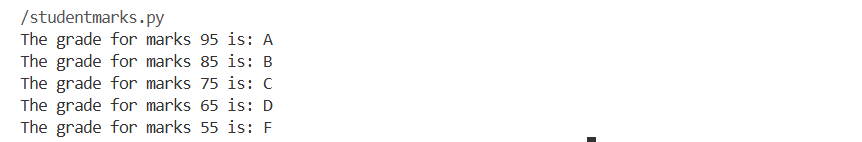 /studentmarks.py
The grade for marks 95 is: A
The grade for marks 85 is: B
The grade for marks 75 is: C
The grade for marks 65 is: D
The grade for marks 55 is: F